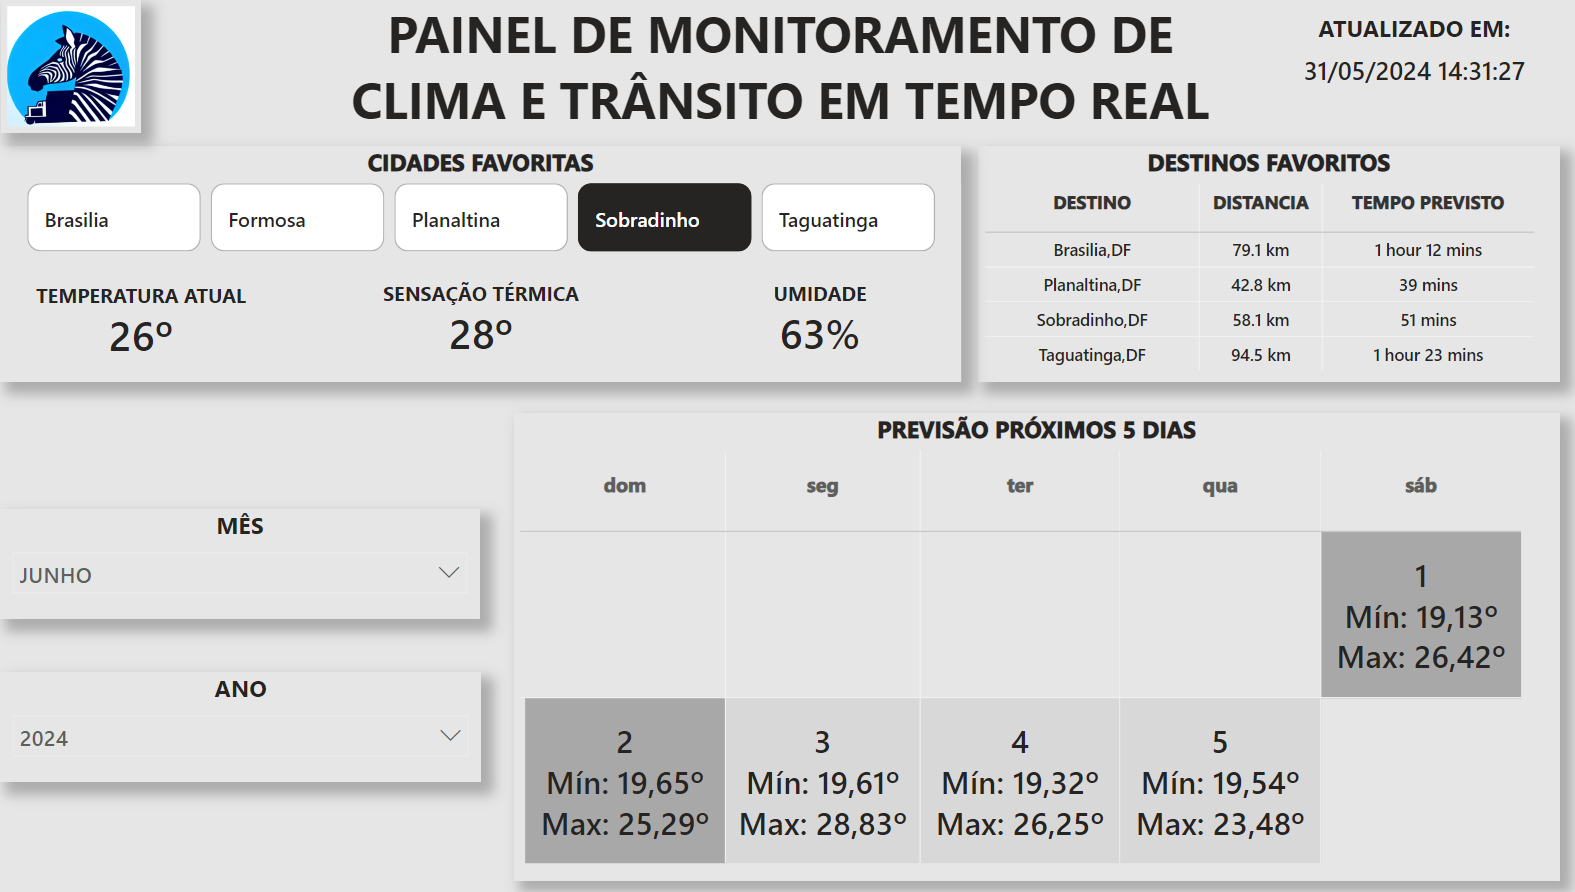 PAINEL DE MONITORAMENTO DE
CLIMA E TRÂNSITO EM TEMPO REAL
ATUALIZADO EM:
31/05/2024 14:31:27
CIDADES FAVORITAS
Brasilia
Formosa
Planaltina
Sobradinho
Taguatinga
TEMPERATURA ATUAL
26º
SENSAÇÃO TÉRMICA
28º
UMIDADE
63%
DESTINOS FAVORITOS
DESTINO DISTANCIA TEMPO PREVISTO
Brasilia,DF 79.1 km 1 hour 12 mins
Planaltina,DF 42.8 km 39 mins
Sobradinho,DF 58.1 km 51 mins
Taguatinga,DF 94.5 km 1 hour 23 mins
MÊS
JUNHO
ANO
2024
PREVISÃO PRÓXIMOS 5 DIAS
dom seg ter qua sáb
1
Mín: 19,13º
Max: 26,42º
2
Mín: 19,65º
Max: 25,29º
3
Mín: 19,61º
Max: 28,83º
4
Mín: 19,32º
Max: 26,25º
5
Mín: 19,54º
Max: 23,48º